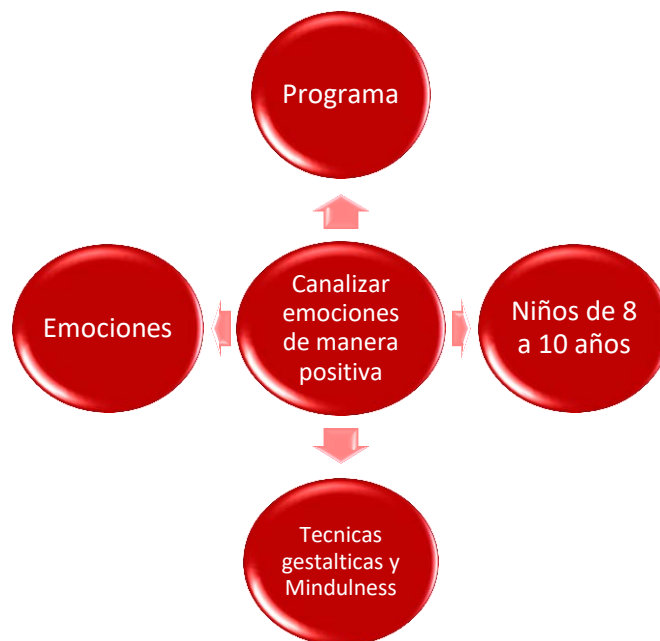 Programa
Emociones
Canalizar
emociones
de manera
positiva
Niños de 8
a 10 años
Tecnicas
gestalticas y
Mindulness